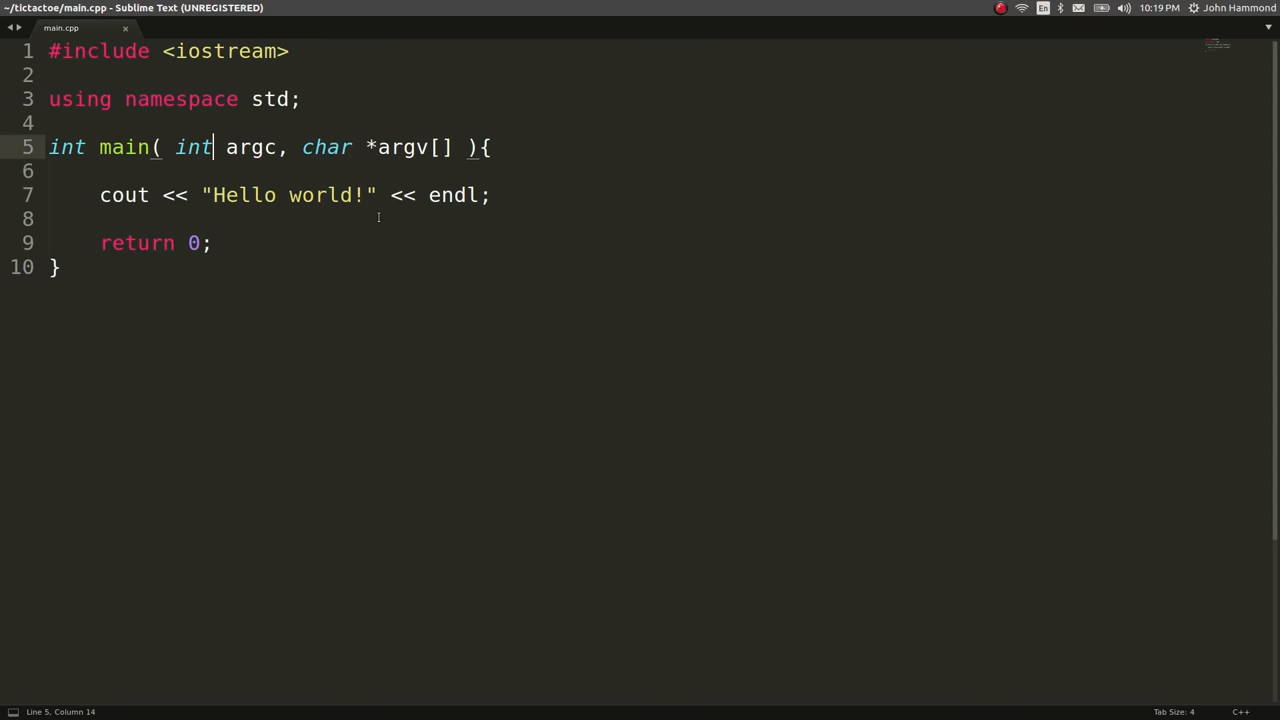 ~/tictactoe/main.cpp - Sublime Text (UNREGISTERED)
En
10:19 PM
John Hammond
main.cpp
1 #include <iostream>
2
3 using namespace std;
4
5 int main( int argc, char *argv[] ){
6
7     cout << "Hello world!" << endl;
8
9     return 0;
10 }
Line 5, Column 14
Tab Size: 4
C++